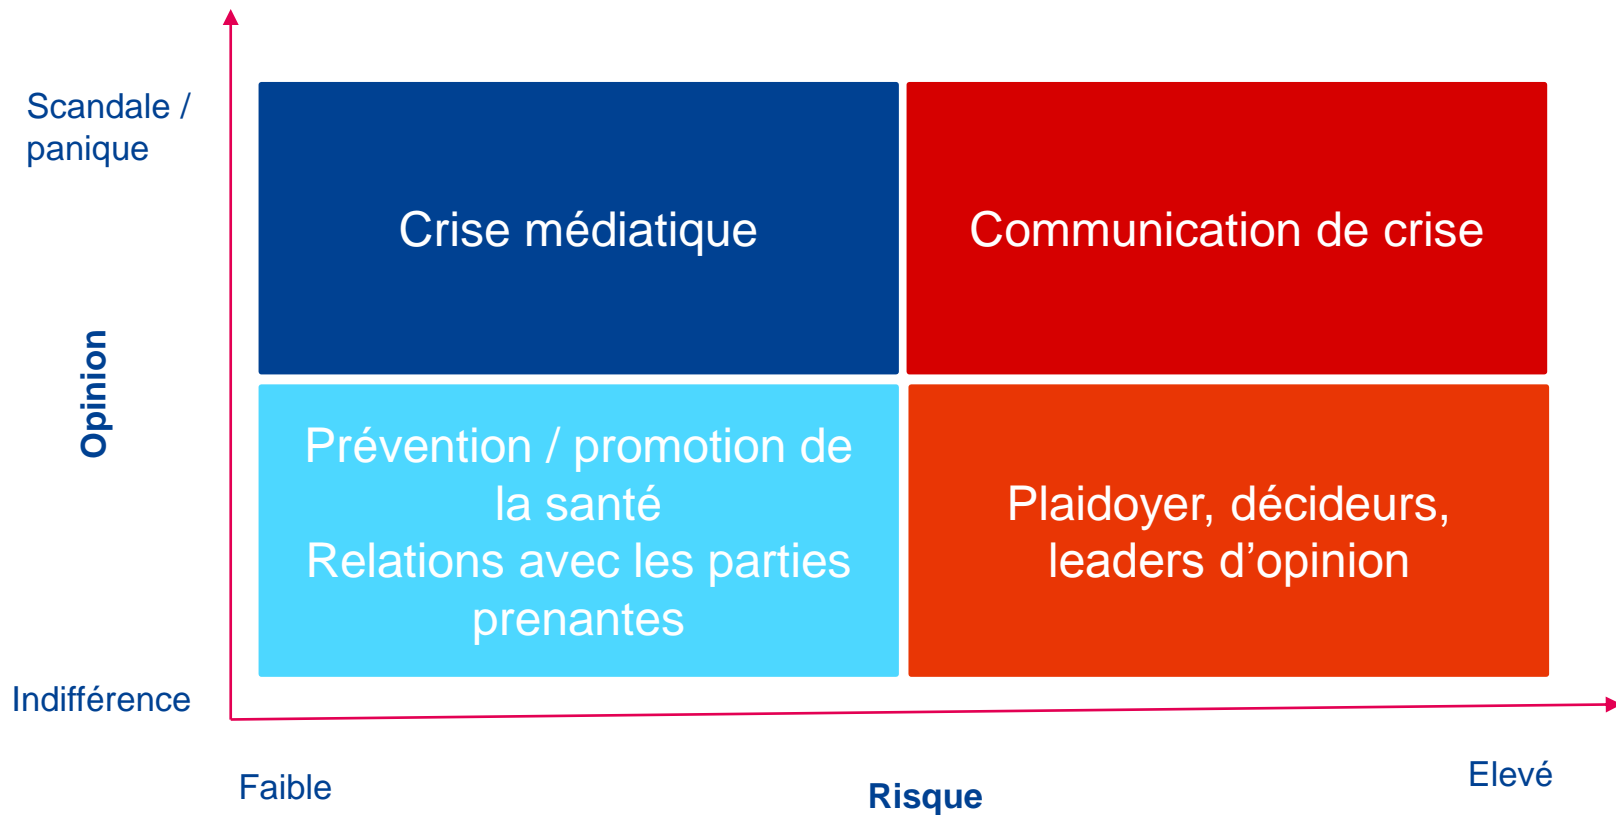 Scandale /
panique
Crise médiatique
Communication de crise
Opinion
Prévention / promotion de
la santé
Relations avec les parties
prenantes
Plaidoyer, décideurs,
leaders d’opinion
Indifférence
Faible
Risque
Elevé